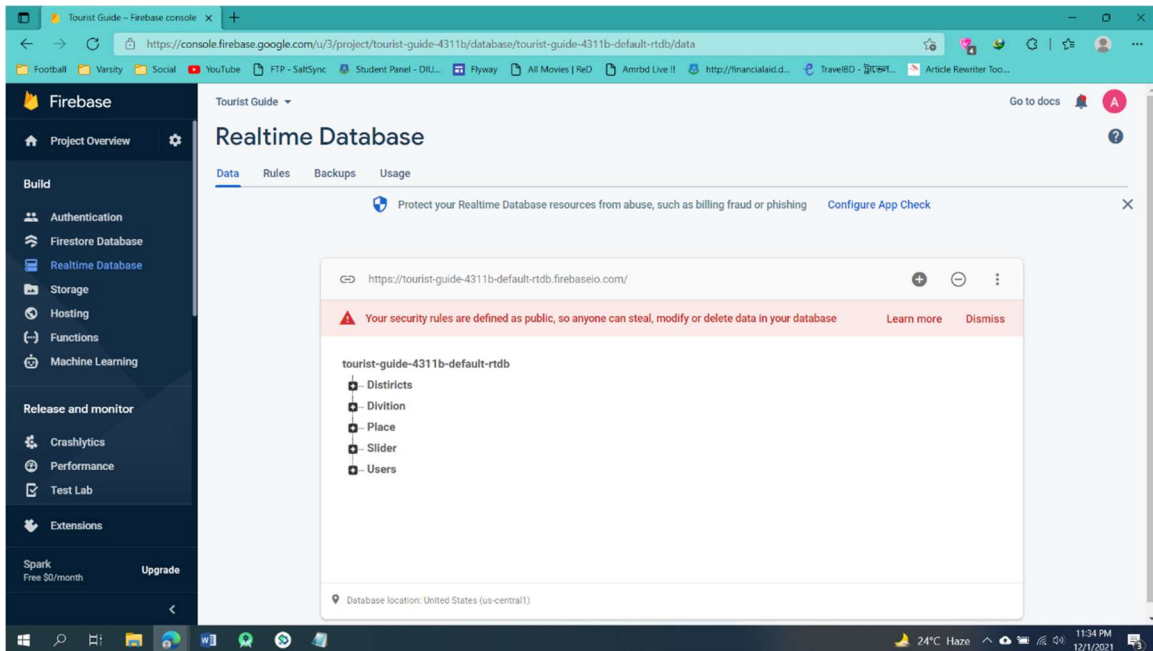 Tourist Guide – Firebase console
https://console.firebase.google.com/u/3/project/tourist-guide-4311b/database/tourist-guide-4311b-default-rtdb/data
Football Varsity Social YouTube FTP - SaltSync Student Panel - DIU... Flyway All Movies | ReD Amrbd Live !! http://financialaid.d... TravelBD - Article Rewriter Too...
Firebase
Tourist Guide
Go to docs
A
Project Overview
Realtime Database
Build
Data Rules Backups Usage
Protect your Realtime Database resources from abuse, such as billing fraud or phishing Configure App Check
Authentication
Firestore Database
Realtime Database
Storage
Hosting
Functions
Machine Learning
https://tourist-guide-4311b-default-rtdb.firebaseio.com/
Your security rules are defined as public, so anyone can steal, modify or delete data in your database Learn more Dismiss
tourist-guide-4311b-default-rtdb
Distiricts
Divition
Place
Slider
Users
Release and monitor
Crashlytics
Performance
Test Lab
Extensions
Spark
Free $0/month
Upgrade
Database location: United States (us-central1)
24°C Haze
11:34 PM
12/1/2021